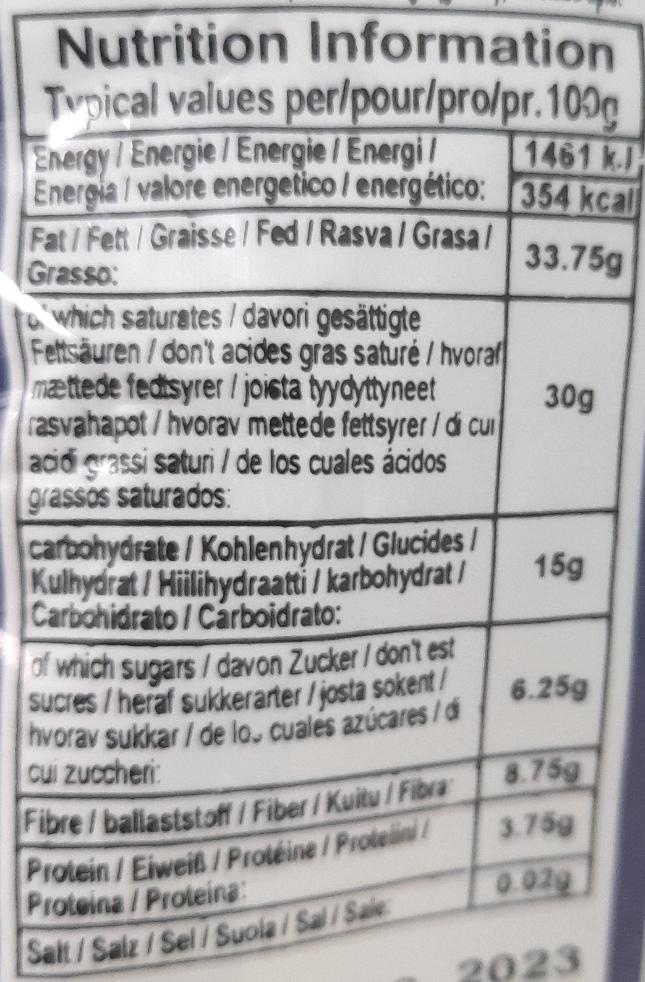 Nutrition Information
Typical values per/pour/pro/pr.100g
Energy / Energie / Energie / Energi /
Energia / valore energetico / energético:
1461 kJ
354 kcal
Fat / Fett / Graisse / Fed / Rasva / Grasa /
Grasso:
33.75g
of which saturates / davori gesättigte
Fettsäuren / don't acides gras saturé / hvoraf
mættede fedtsyrer / joista tyydyttyneet
rasvahapot / hvorav mettede fettsyrer / di cui
acid grassi saturi / de los cuales ácidos
grassos saturados:
30g
carbohydrate / Kohlenhydrat / Glucides /
Kulhydrat / Hiilihydraatti / karbohydrat /
Carbohidrato / Carboidrato:
15g
of which sugars / davon Zucker / don't est
sucres / heraf sukkerarter / josta sokent /
hvorav sukkar / de los cuales azúcares / di
cui zuccheri:
6.25g
Fibre / ballaststoff / Fiber / Kuitu / Fibra
8.75g
Protein / Eiweiß / Protéine / Proteiini /
Proteina / Proteina:
3.75g
Salt / Salz / Sel / Suola / Sal / Sale:
0.02g
2023